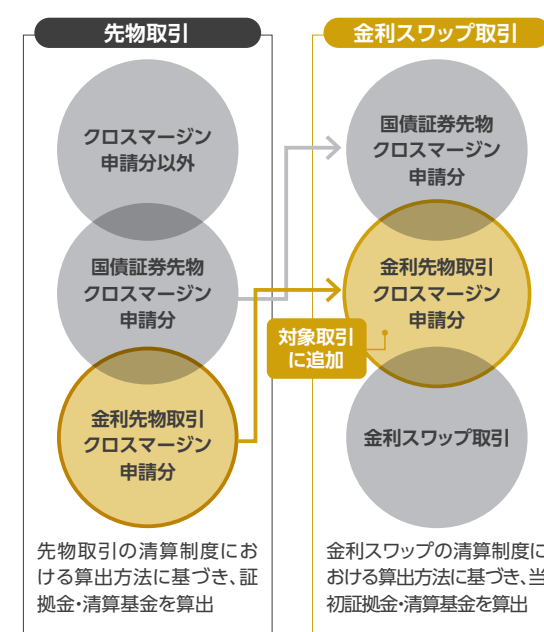 先物取引
クロスマージン
申請分以外
国債証券先物
クロスマージン
申請分
金利先物取引
クロスマージン
申請分
先物取引の清算制度にお
ける算出方法に基づき、証
拠金・清算基金を算出
金利スワップ取引
国債証券先物
クロスマージン
申請分
金利先物取引
クロスマージン
申請分
対象取引
に追加
金利スワップ取引
金利スワップの清算制度に
おける算出方法に基づき、当
初証拠金・清算基金を算出